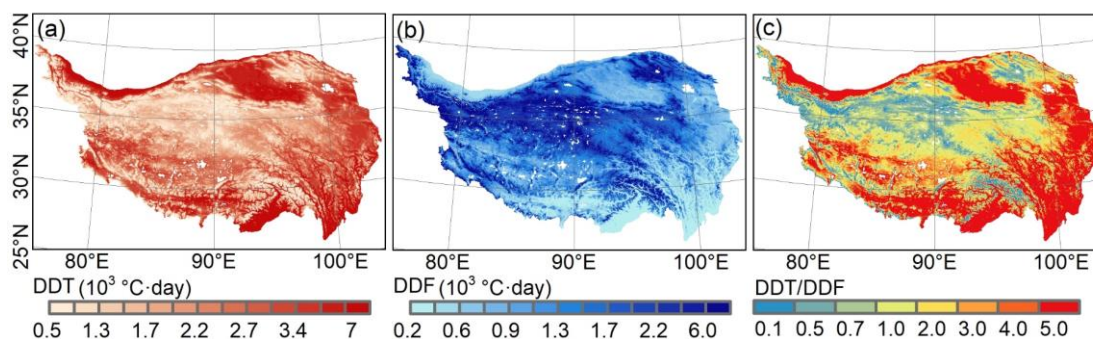 (a) (b) (c)
40°N
35°N
30°N
25°N
80°E 90°E 100°E 80°E 90°E 100°E 80°E 90°E 100°E
DDT (10³ °C·day) DDF (10³ °C·day) DDT/DDF
0.5 1.3 1.7 2.2 2.7 3.4 7 0.2 0.6 0.9 1.3 1.7 2.2 6.0 0.1 0.5 0.7 1.0 2.0 3.0 4.0 5.0